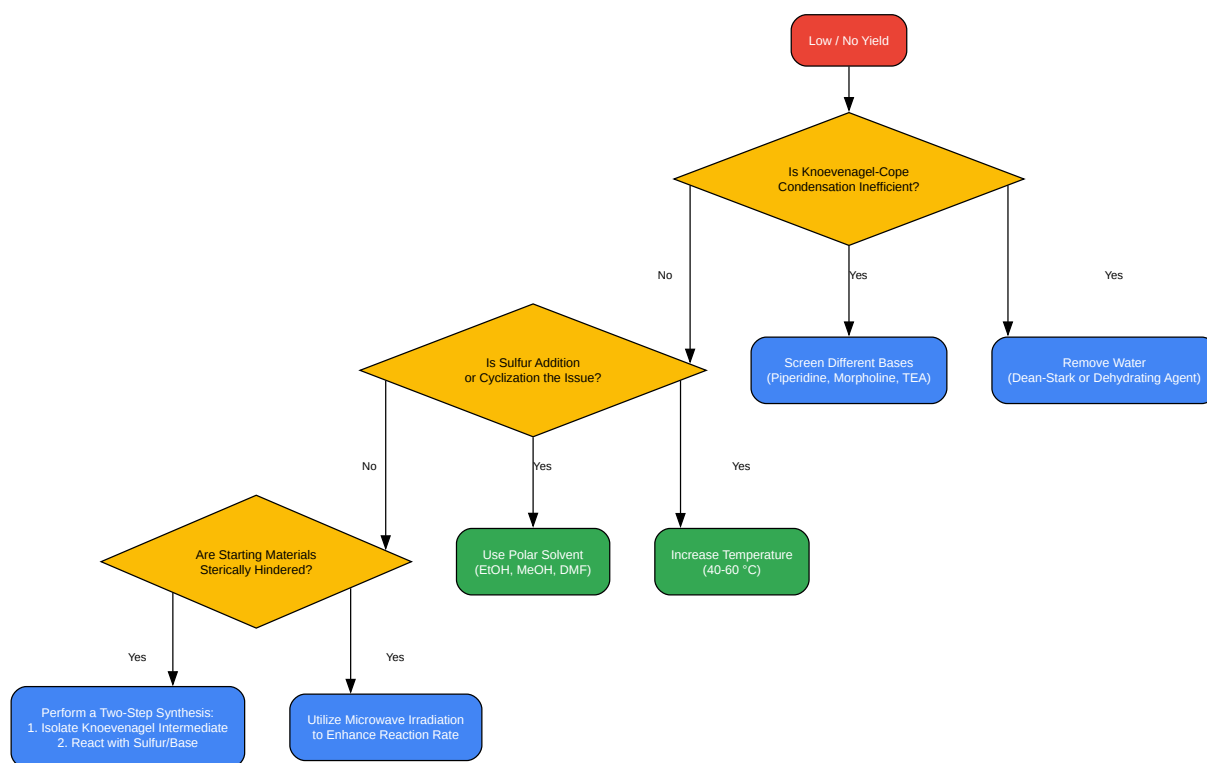 Low / No Yield
Is Knoevenagel-Cope
Condensation Inefficient?
No
Yes
Yes
Is Sulfur Addition
or Cyclization the Issue?
Screen Different Bases
(Piperidine, Morpholine, TEA)
Remove Water
(Dean-Stark or Dehydrating Agent)
No
Yes
Yes
Are Starting Materials
Sterically Hindered?
Use Polar Solvent
(EtOH, MeOH, DMF)
Increase Temperature
(40-60 °C)
Yes
Yes
Perform a Two-Step Synthesis:
1. Isolate Knoevenagel Intermediate
2. React with Sulfur/Base
Utilize Microwave Irradiation
to Enhance Reaction Rate